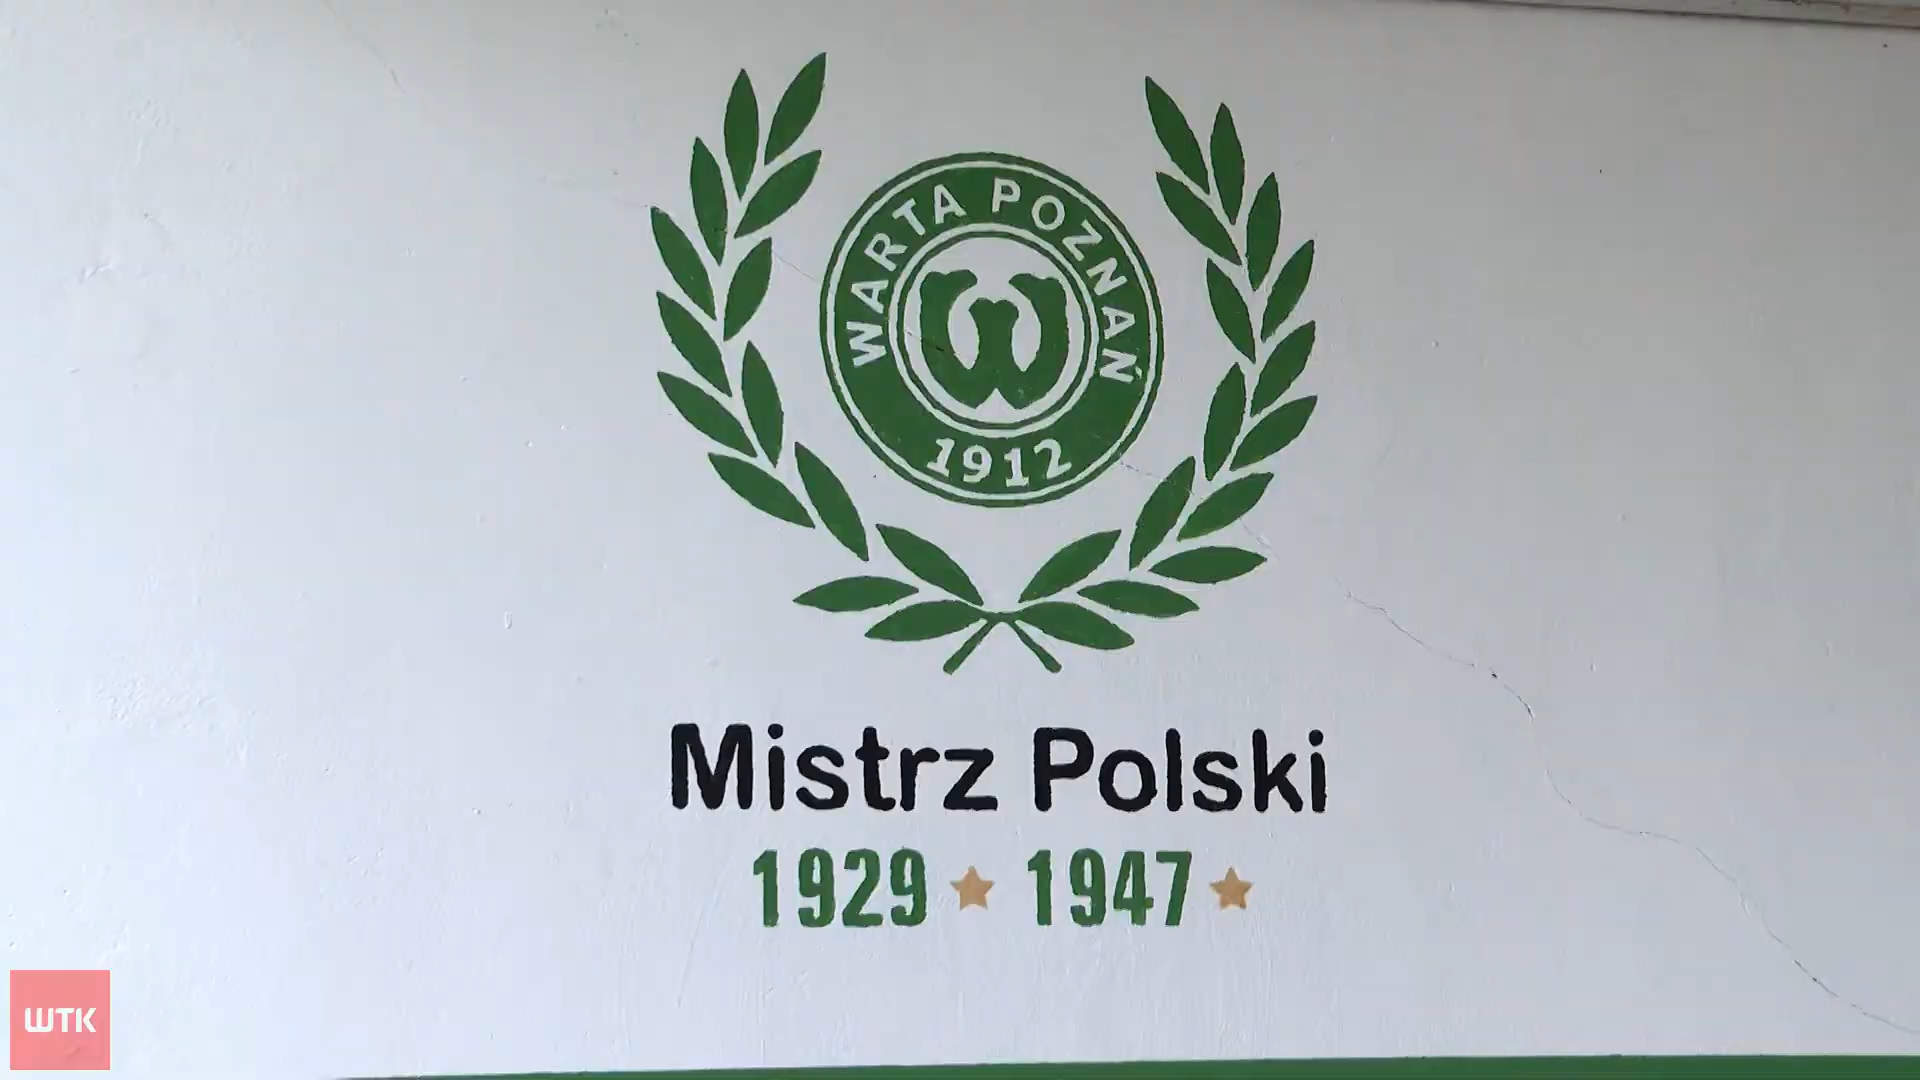 WARTA POZNAŃ
W
1912
Mistrz Polski
1929 ★ 1947 ★
WTK